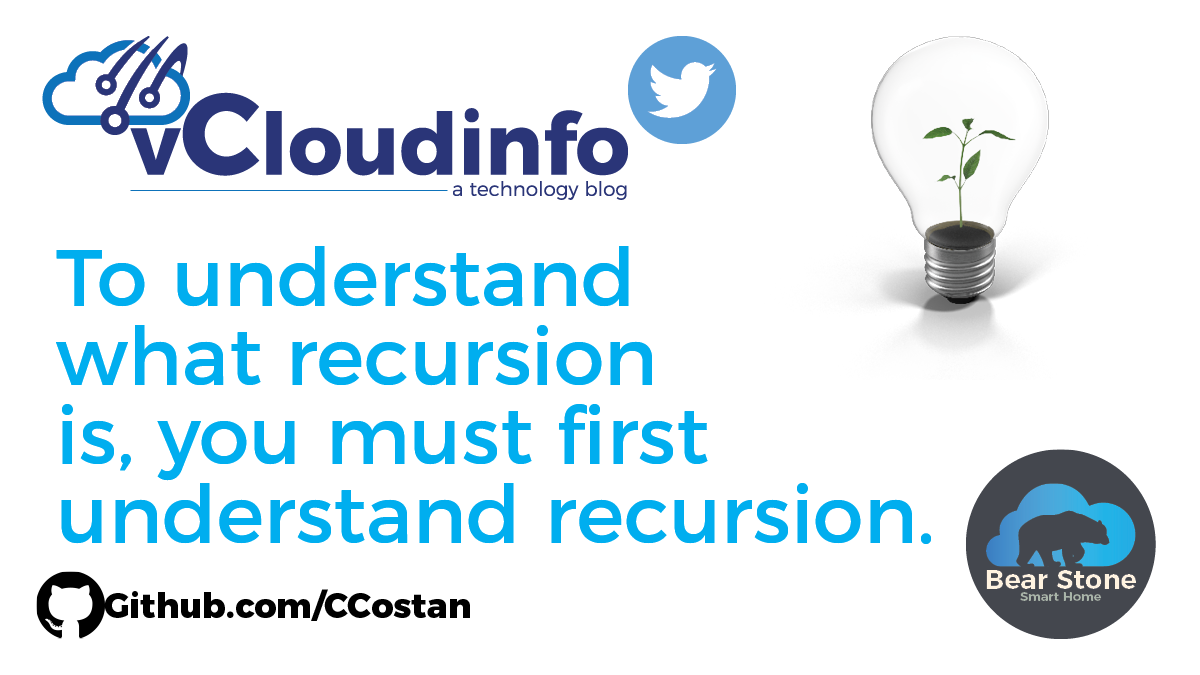 vCloudinfo
a technology blog
To understand
what recursion
is, you must first
understand recursion.
Github.com/CCostan
Bear Stone
Smart Home